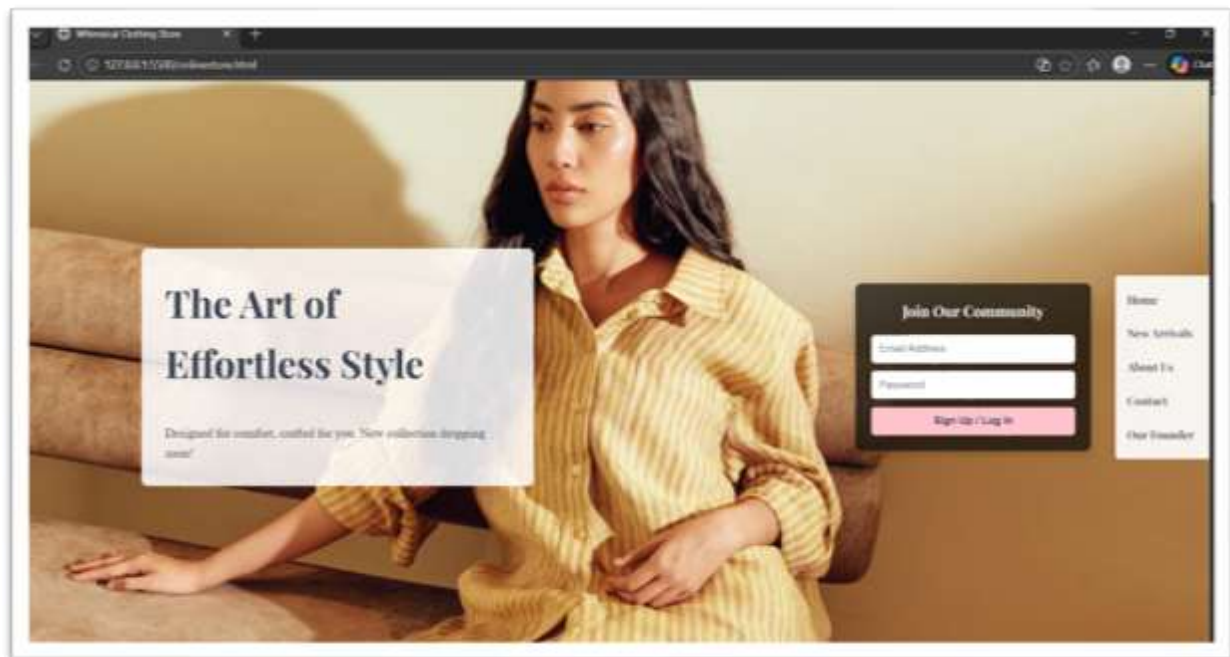 Whimsical Clothing Store
The Art of
Effortless Style
Designed for comfort, crafted for you. New collection dropping
soon!
Join Our Community
Email Address
Password
Sign Up / Log In
Home
New Arrivals
About Us
Contact
Our Founder